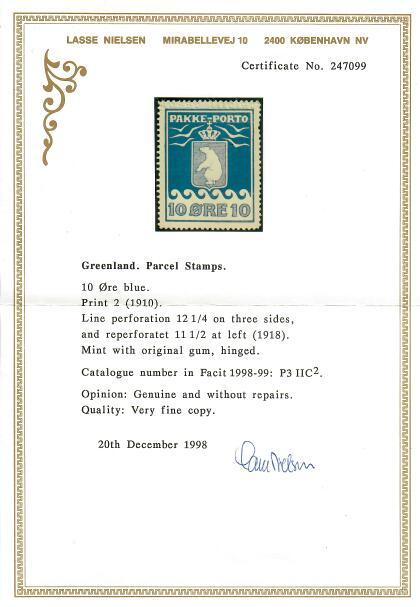 LASSE NIELSEN MIRABELLEVEJ 10 2400 KØBENHAVN NV
Certificate No. 247099
PAKKE-PORTO
10 ØRE 10
Greenland. Parcel Stamps.
10 Øre blue.
Print 2 (1910).
Line perforation 12 1/4 on three sides,
and reperforatet 11 1/2 at left (1918).
Mint with original gum, hinged.
Catalogue number in Facit 1998-99: P3 IIC².
Opinion: Genuine and without repairs.
Quality: Very fine copy.
20th December 1998
Lasse Nielsen